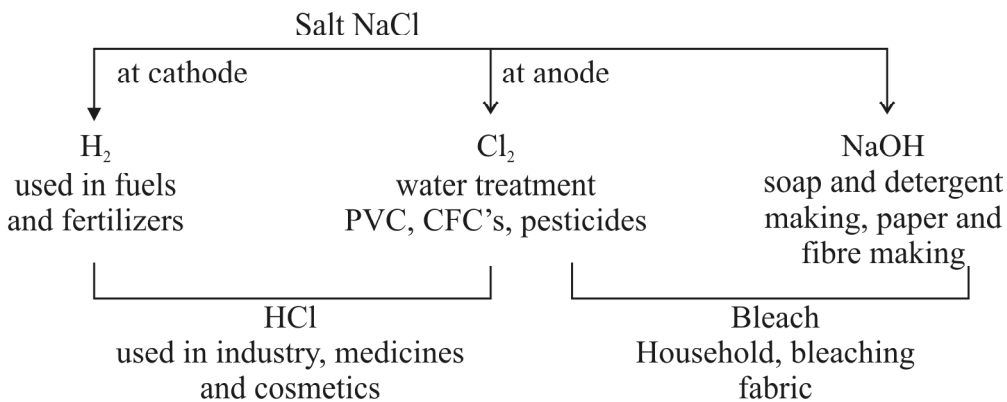 Salt NaCl
at cathode
at anode
H₂
used in fuels
and fertilizers
Cl₂
water treatment
PVC, CFC's, pesticides
NaOH
soap and detergent
making, paper and
fibre making
HCl
used in industry, medicines
and cosmetics
Bleach
Household, bleaching
fabric